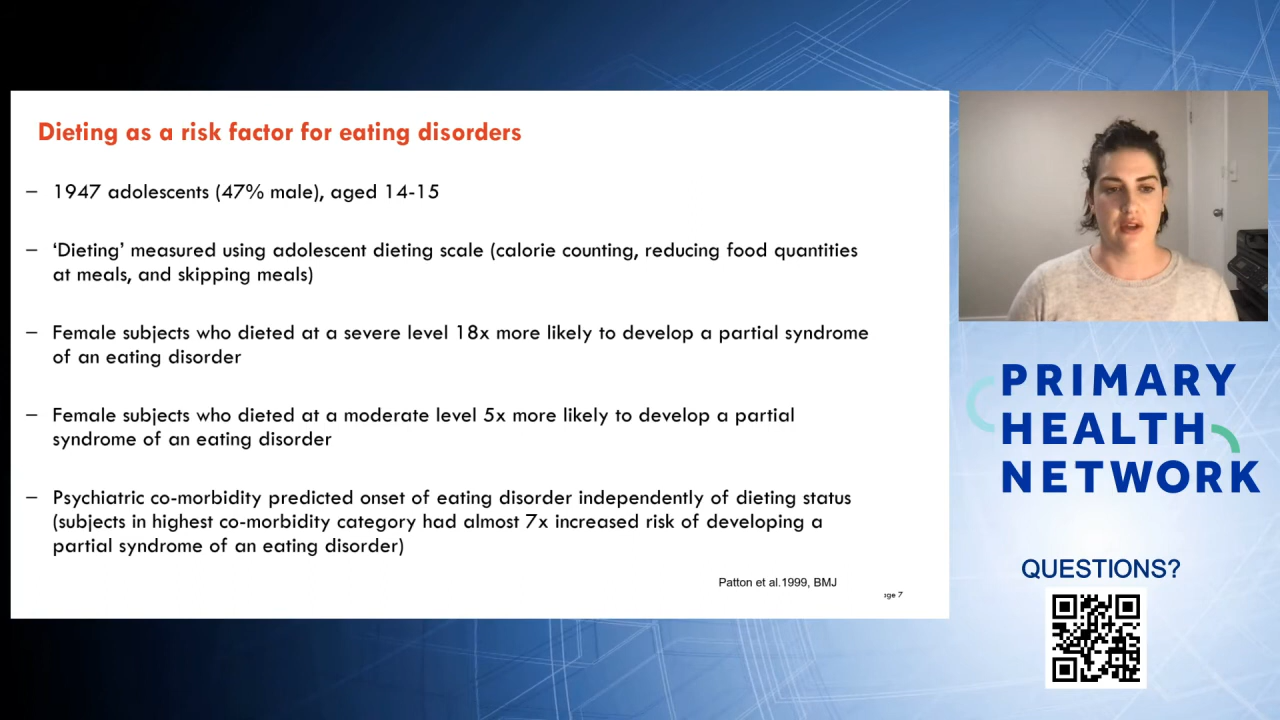 Dieting as a risk factor for eating disorders
– 1947 adolescents (47% male), aged 14-15
– ‘Dieting’ measured using adolescent dieting scale (calorie counting, reducing food quantities
at meals, and skipping meals)
– Female subjects who dieted at a severe level 18x more likely to develop a partial syndrome
of an eating disorder
– Female subjects who dieted at a moderate level 5x more likely to develop a partial
syndrome of an eating disorder
– Psychiatric co-morbidity predicted onset of eating disorder independently of dieting status
(subjects in highest co-morbidity category had almost 7x increased risk of developing a
partial syndrome of an eating disorder)
Patton et al.1999, BMJ
ge 7
PRIMARY
HEALTH
NETWORK
QUESTIONS?